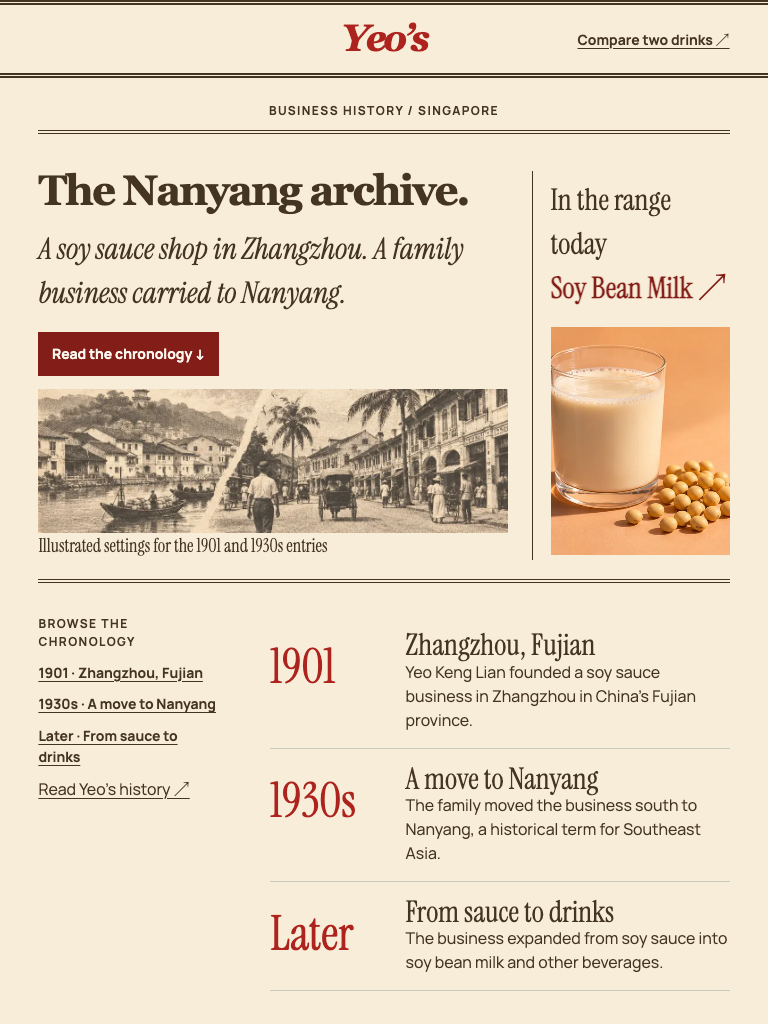 Yeo's
Compare two drinks ↗
BUSINESS HISTORY / SINGAPORE
The Nanyang archive.
A soy sauce shop in Zhangzhou. A family
business carried to Nanyang.
Read the chronology ↓
Illustrated settings for the 1901 and 1930s entries
In the range
today
Soy Bean Milk ↗
BROWSE THE
CHRONOLOGY
1901 · Zhangzhou, Fujian
1930s · A move to Nanyang
Later · From sauce to
drinks
Read Yeo's history ↗
1901
Zhangzhou, Fujian
Yeo Keng Lian founded a soy sauce
business in Zhangzhou in China's Fujian
province.
1930s
A move to Nanyang
The family moved the business south to
Nanyang, a historical term for Southeast
Asia.
Later
From sauce to drinks
The business expanded from soy sauce into
soy bean milk and other beverages.